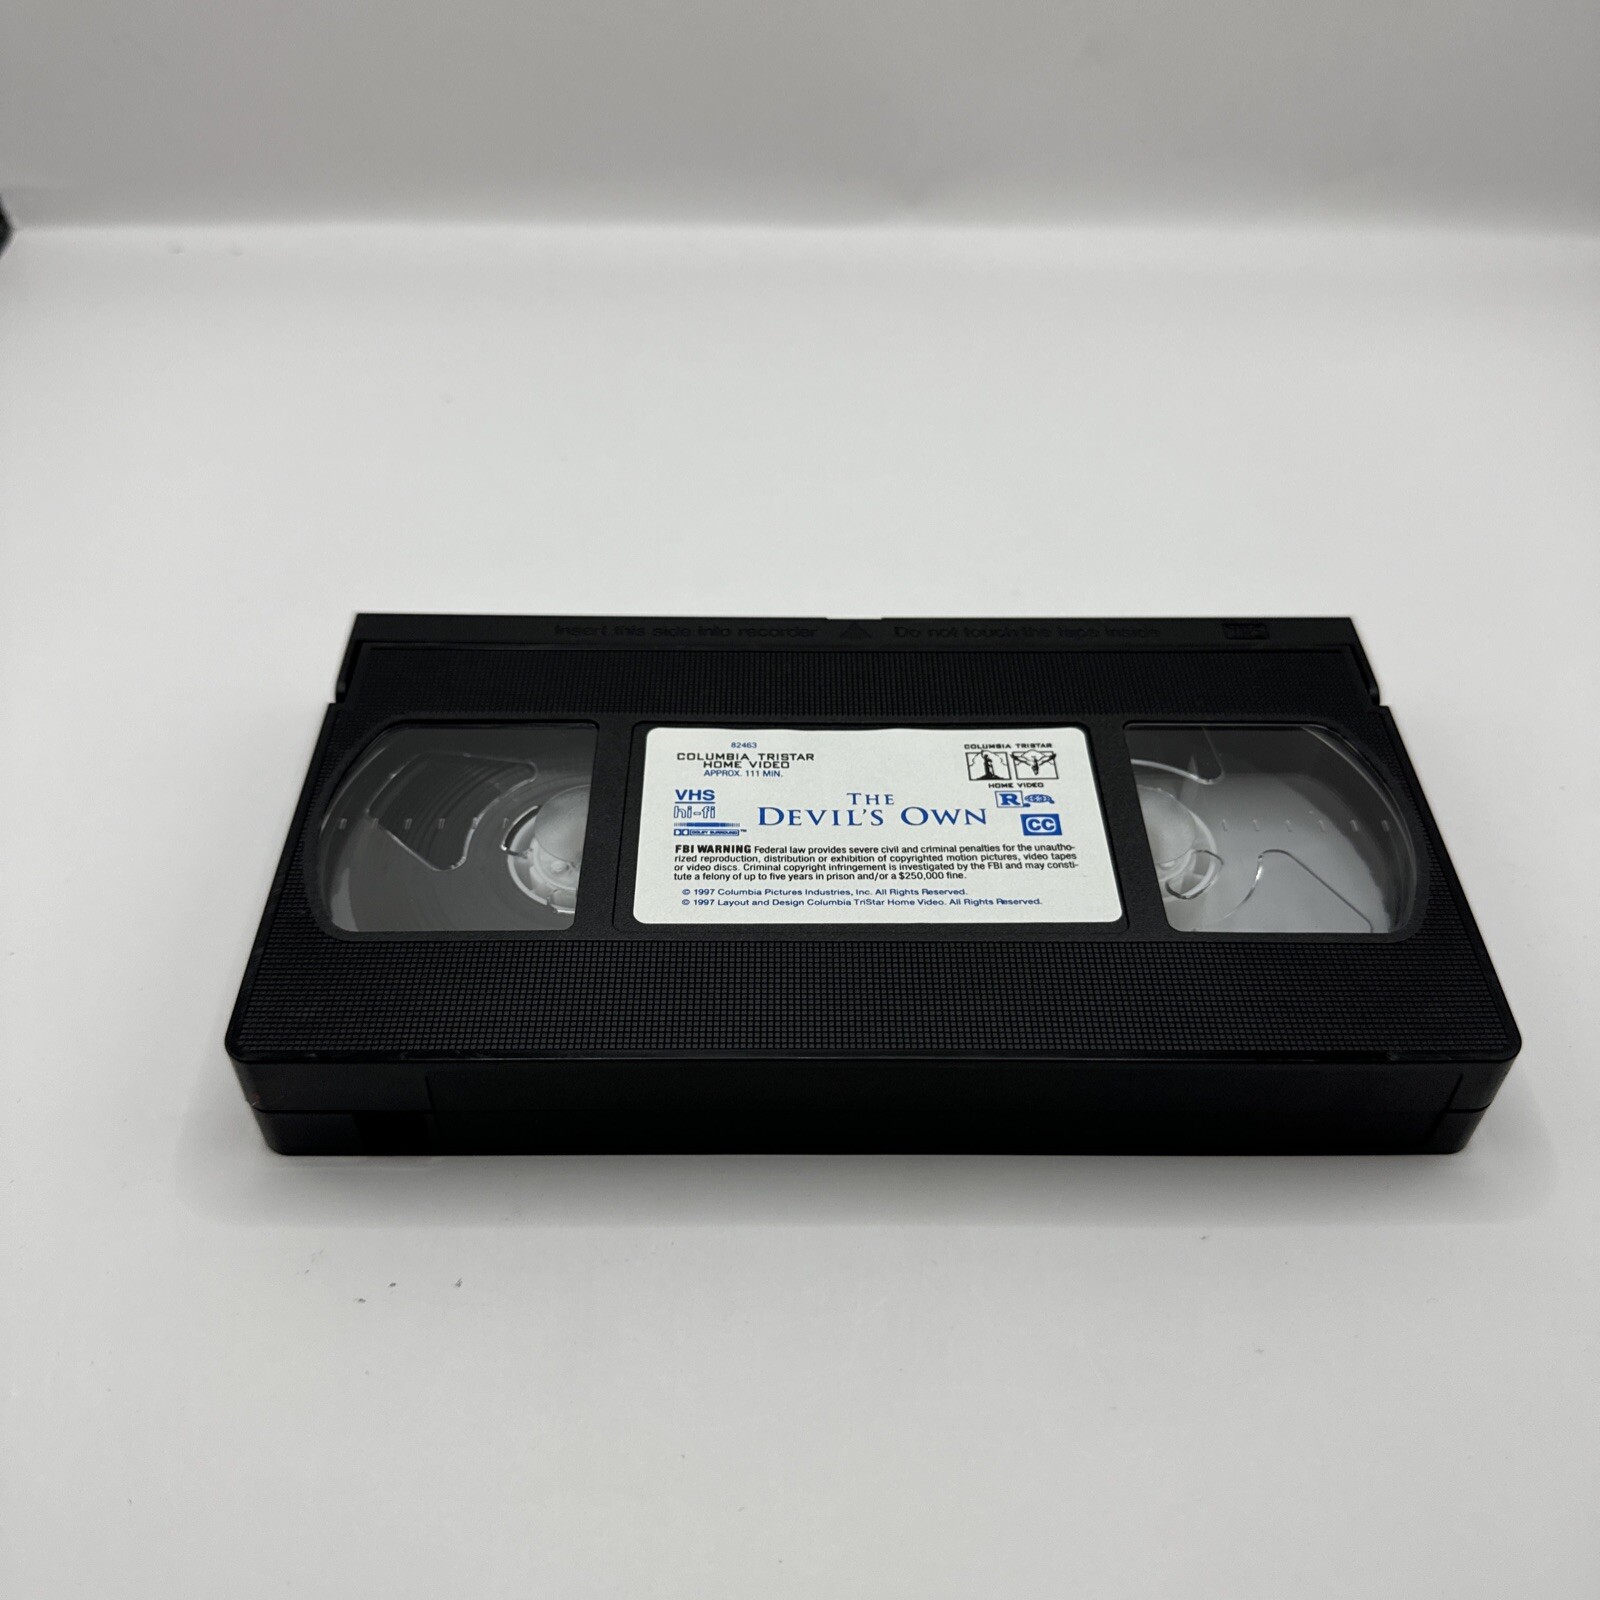 Insert this side into recorder Do not touch the tape inside VHS
82463
COLUMBIA TRISTAR
HOME VIDEO
APPROX. 111 MIN.
COLUMBIA TRISTAR
HOME VIDEO
VHS
hi-fi
DOLBY SURROUND™
THE
DEVIL'S OWN
R
CC
FBI WARNING Federal law provides severe civil and criminal penalties for the unautho-
rized reproduction, distribution or exhibition of copyrighted motion pictures, video tapes
or video discs. Criminal copyright infringement is investigated by the FBI and may consti-
tute a felony of up to five years in prison and/or a $250,000 fine.
© 1997 Columbia Pictures Industries, Inc. All Rights Reserved.
© 1997 Layout and Design Columbia TriStar Home Video. All Rights Reserved.